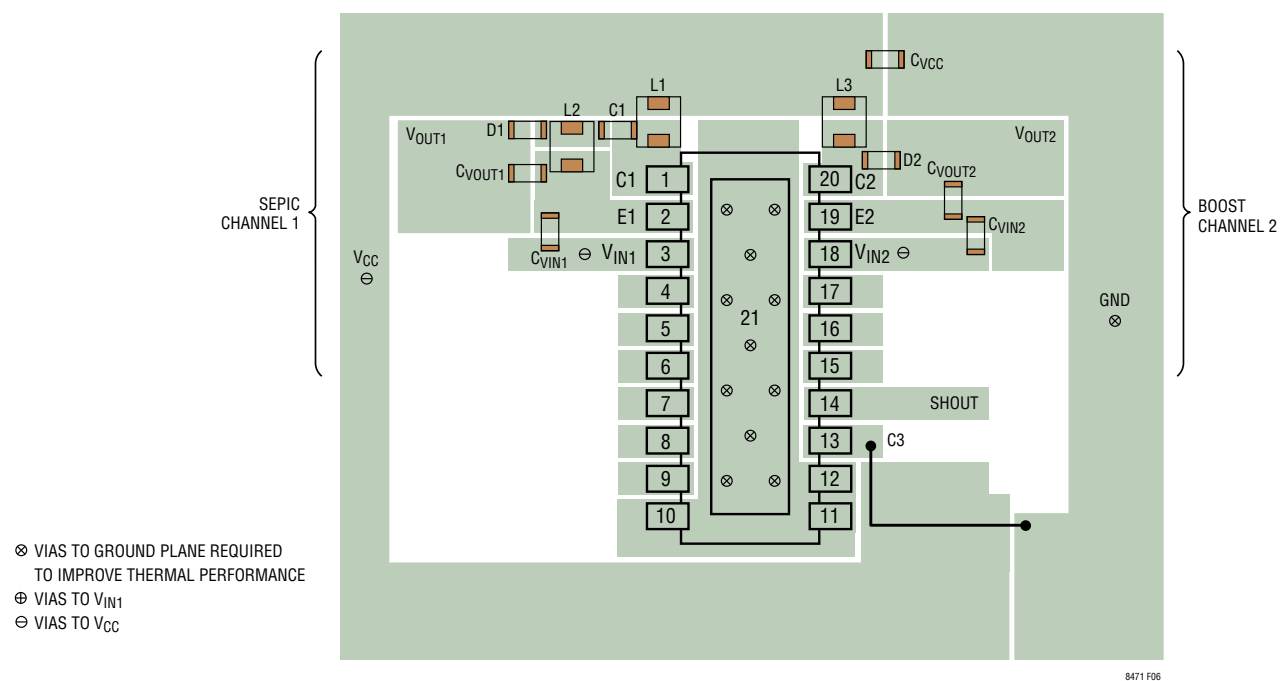 CVCC
L1
L3
L2
C1
D1
VOUT1
VOUT2
CVOUT1
D2
CVOUT2
C1
1
20
C2
SEPIC
CHANNEL 1
BOOST
CHANNEL 2
E1
2
19
E2
CVIN2
CVIN1
VIN1
3
18
VIN2
VCC
4
17
GND
5
21
16
6
15
7
14
SHOUT
8
13
C3
9
12
10
11
⊗ VIAS TO GROUND PLANE REQUIRED
TO IMPROVE THERMAL PERFORMANCE
⊕ VIAS TO VIN1
⊖ VIAS TO VCC
8471 F06